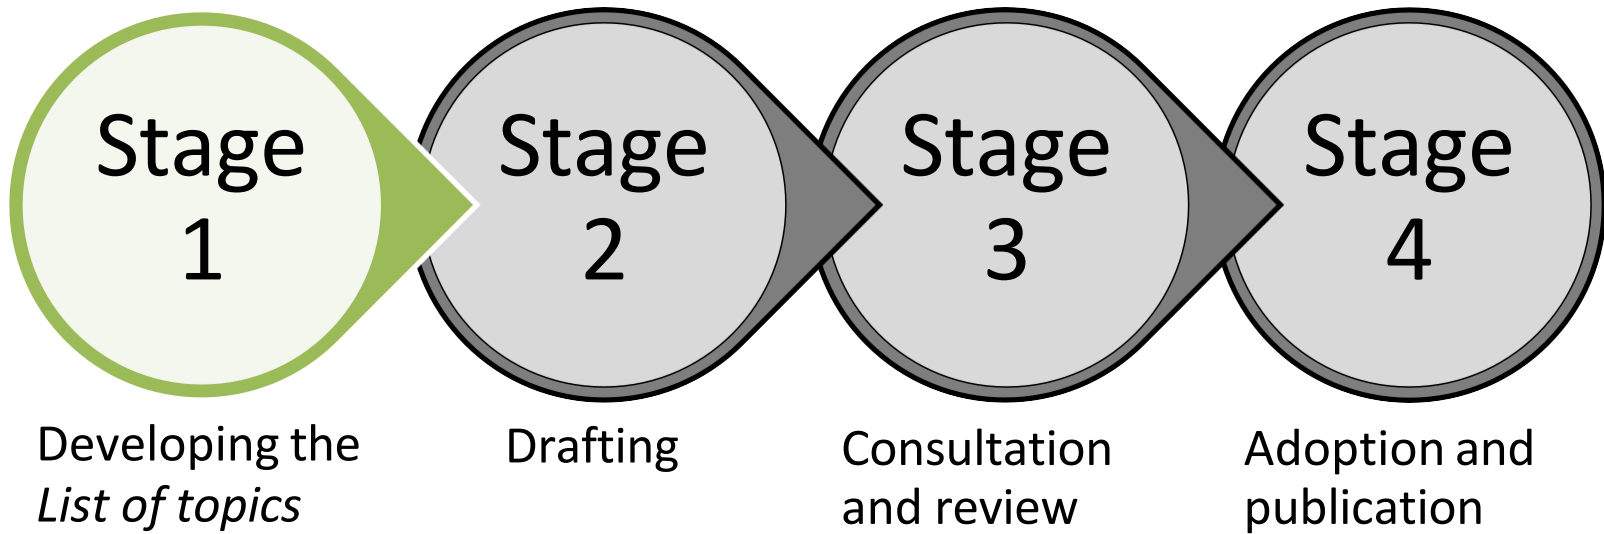 Stage
1
Stage
2
Stage
3
Stage
4
Developing the
List of topics
Drafting
Consultation
and review
Adoption and
publication